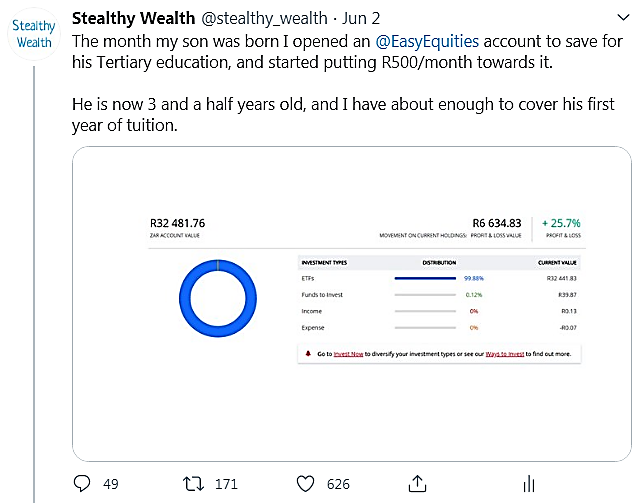 Stealthy
Wealth
Stealthy Wealth @stealthy_wealth · Jun 2
The month my son was born I opened an @EasyEquities account to save for
his Tertiary education, and started putting R500/month towards it.
He is now 3 and a half years old, and I have about enough to cover his first
year of tuition.
R32 481.76 R6 634.83 + 25.7%
ZAR ACCOUNT VALUE MOVEMENT ON CURRENT HOLDINGS: PROFIT & LOSS VALUE PROFIT & LOSS
INVESTMENT TYPES DISTRIBUTION CURRENT VALUE
ETFs 99.88% R32 441.83
Funds to Invest 0.12% R39.87
Income 0% R0.13
Expense 0% -R0.07
Go to Invest Now to diversify your investment types or see our Ways to Invest to find out more.
49 171 626